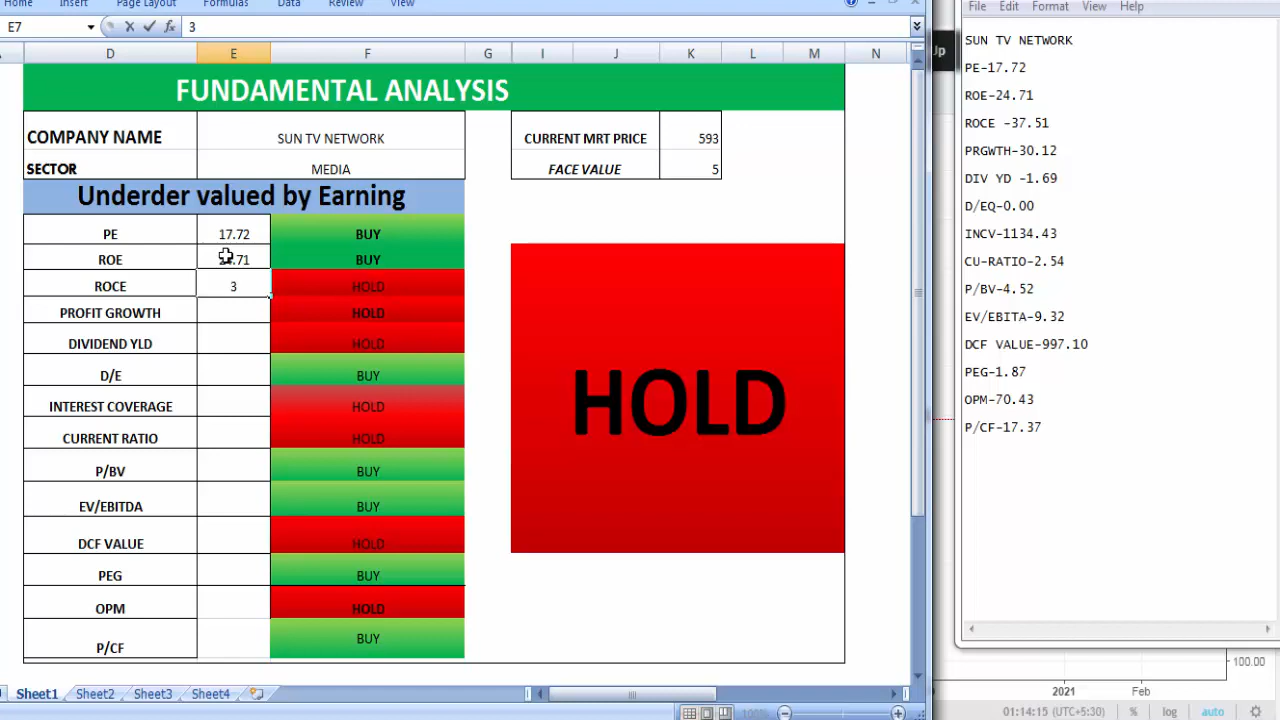 Home Insert Page Layout Formulas Data Review View
E7 fx 3
D E F G I J K L M N
FUNDAMENTAL ANALYSIS
COMPANY NAME SUN TV NETWORK CURRENT MRT PRICE 593
SECTOR MEDIA FACE VALUE 5
Underder valued by Earning
PE 17.72 BUY
ROE .71 BUY
ROCE 3 HOLD
PROFIT GROWTH HOLD
DIVIDEND YLD HOLD
D/E BUY
INTEREST COVERAGE HOLD
CURRENT RATIO HOLD
P/BV BUY
EV/EBITDA BUY
DCF VALUE HOLD
PEG BUY
OPM HOLD
P/CF BUY
HOLD
Sheet1 Sheet2 Sheet3 Sheet4
100%
File Edit Format View Help
Up
SUN TV NETWORK
PE-17.72
ROE-24.71
ROCE -37.51
PRGWTH-30.12
DIV YD -1.69
D/EQ-0.00
INCV-1134.43
CU-RATIO-2.54
P/BV-4.52
EV/EBITA-9.32
DCF VALUE-997.10
PEG-1.87
OPM-70.43
P/CF-17.37
100.00
2021 Feb
01:14:15 (UTC+5:30) % log auto